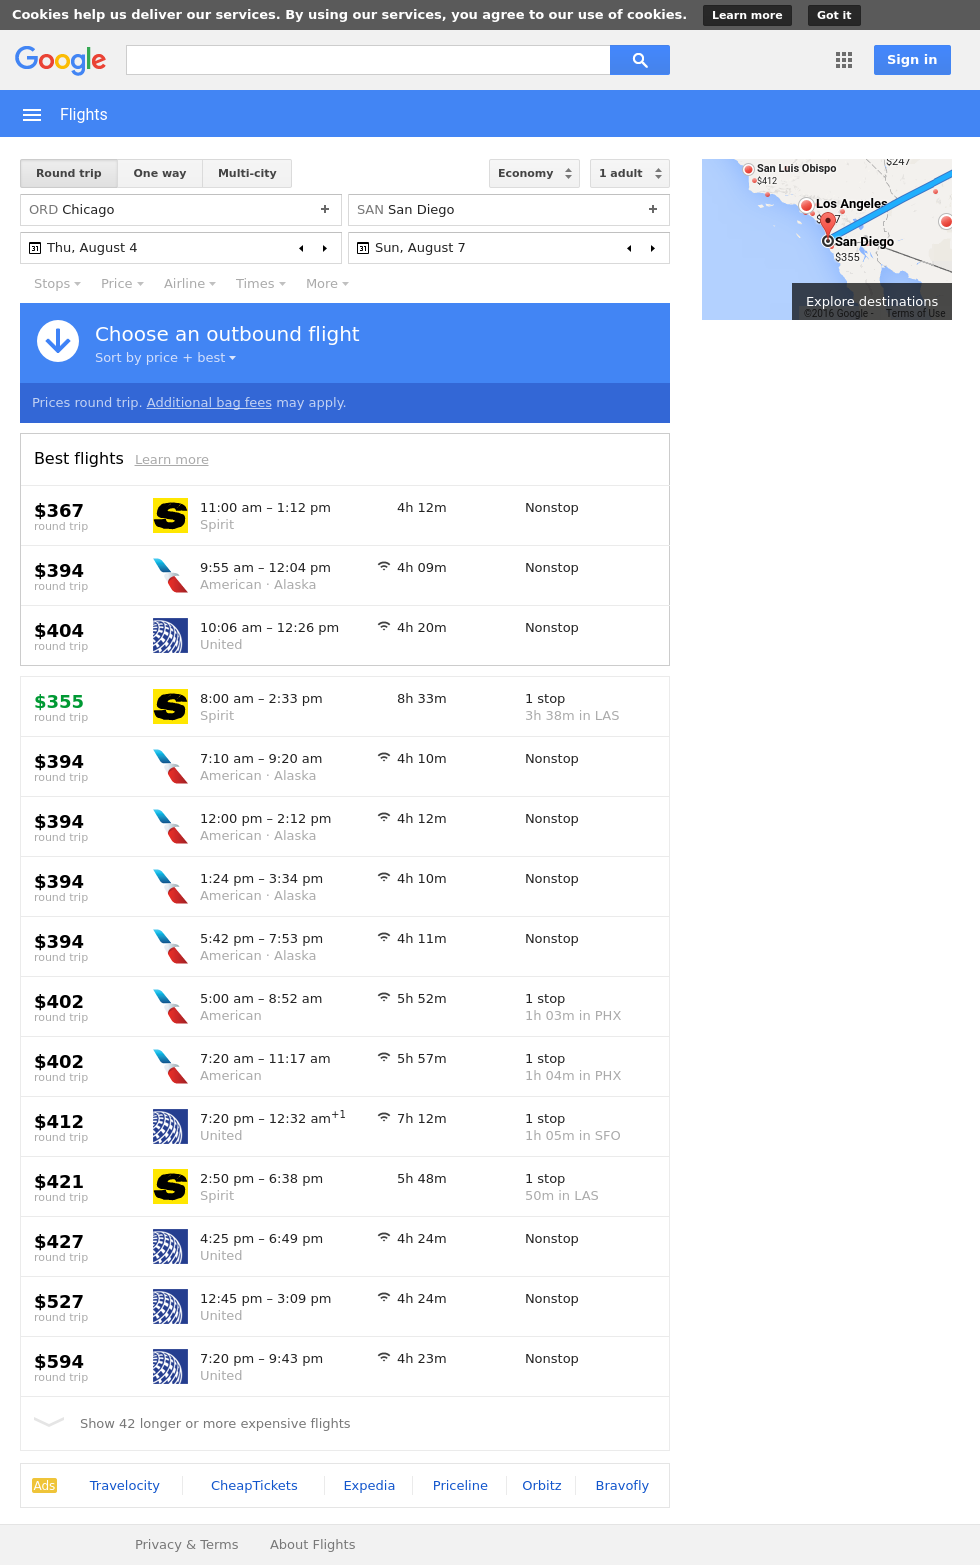 Cookies help us deliver our services. By using our services, you agree to our use of cookies. Learn more Got it
Google
Sign in
Flights
Round trip One way Multi-city Economy 1 adult
ORD Chicago + SAN San Diego +
31 Thu, August 4 31 Sun, August 7
Stops Price Airline Times More
Choose an outbound flight
Sort by price + best
Prices round trip. Additional bag fees may apply.
$247
San Luis Obispo
$412
Los Angeles
San Diego
$355
Explore destinations
©2016 Google - Terms of Use
Best flights Learn more
$367 11:00 am – 1:12 pm 4h 12m Nonstop
round trip Spirit
$394 9:55 am – 12:04 pm 4h 09m Nonstop
round trip American · Alaska
$404 10:06 am – 12:26 pm 4h 20m Nonstop
round trip United
$355 8:00 am – 2:33 pm 8h 33m 1 stop
round trip Spirit 3h 38m in LAS
$394 7:10 am – 9:20 am 4h 10m Nonstop
round trip American · Alaska
$394 12:00 pm – 2:12 pm 4h 12m Nonstop
round trip American · Alaska
$394 1:24 pm – 3:34 pm 4h 10m Nonstop
round trip American · Alaska
$394 5:42 pm – 7:53 pm 4h 11m Nonstop
round trip American · Alaska
$402 5:00 am – 8:52 am 5h 52m 1 stop
round trip American 1h 03m in PHX
$402 7:20 am – 11:17 am 5h 57m 1 stop
round trip American 1h 04m in PHX
$412 7:20 pm – 12:32 am+1 7h 12m 1 stop
round trip United 1h 05m in SFO
$421 2:50 pm – 6:38 pm 5h 48m 1 stop
round trip Spirit 50m in LAS
$427 4:25 pm – 6:49 pm 4h 24m Nonstop
round trip United
$527 12:45 pm – 3:09 pm 4h 24m Nonstop
round trip United
$594 7:20 pm – 9:43 pm 4h 23m Nonstop
round trip United
Show 42 longer or more expensive flights
Ads Travelocity CheapTickets Expedia Priceline Orbitz Bravofly
Privacy & Terms About Flights